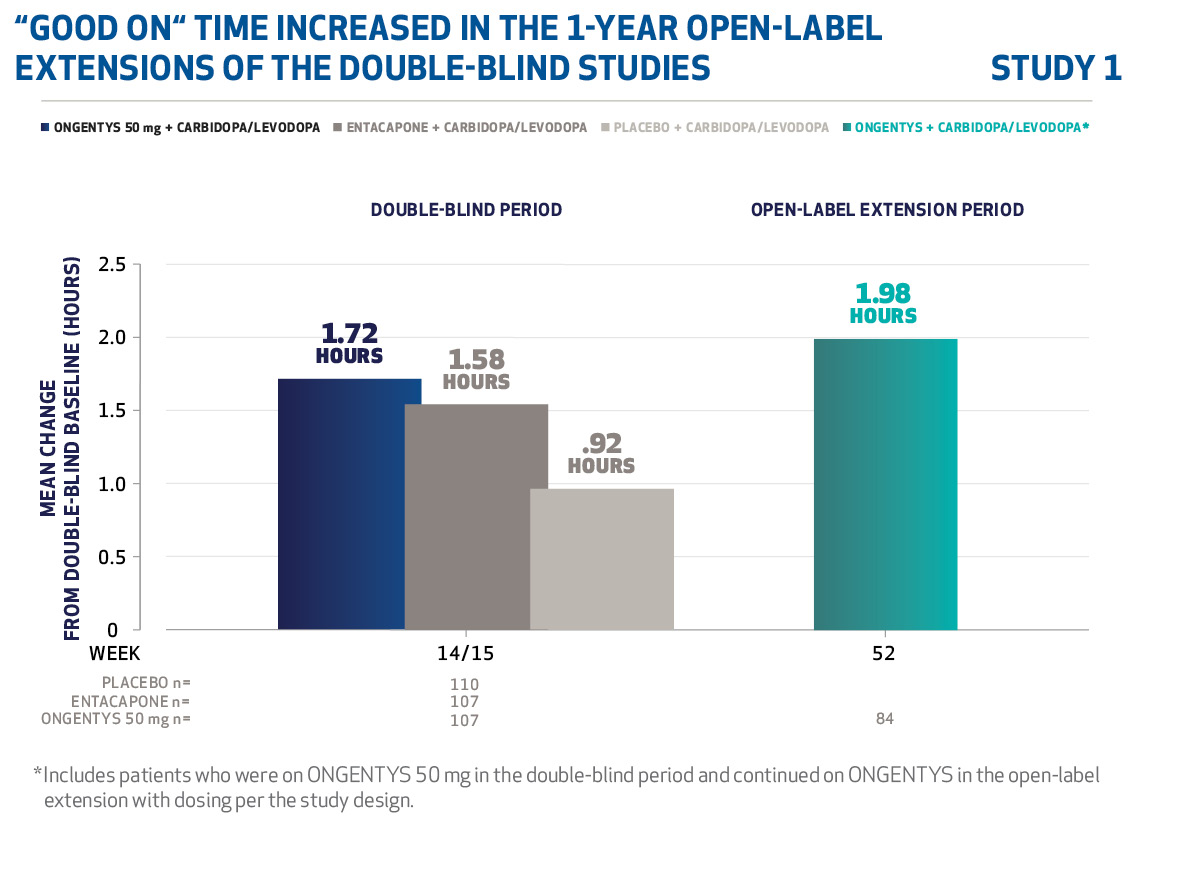 “GOOD ON“ TIME INCREASED IN THE 1-YEAR OPEN-LABEL
EXTENSIONS OF THE DOUBLE-BLIND STUDIES
STUDY 1
ONGENTYS 50 mg + CARBIDOPA/LEVODOPA
ENTACAPONE + CARBIDOPA/LEVODOPA
PLACEBO + CARBIDOPA/LEVODOPA
ONGENTYS + CARBIDOPA/LEVODOPA*
DOUBLE-BLIND PERIOD
OPEN-LABEL EXTENSION PERIOD
MEAN CHANGE
FROM DOUBLE-BLIND BASELINE (HOURS)
2.5
2.0
1.5
1.0
0.5
0
1.72
HOURS
1.58
HOURS
.92
HOURS
1.98
HOURS
WEEK 14/15 52
PLACEBO n= 110
ENTACAPONE n= 107
ONGENTYS 50 mg n= 107 84
*Includes patients who were on ONGENTYS 50 mg in the double-blind period and continued on ONGENTYS in the open-label
extension with dosing per the study design.